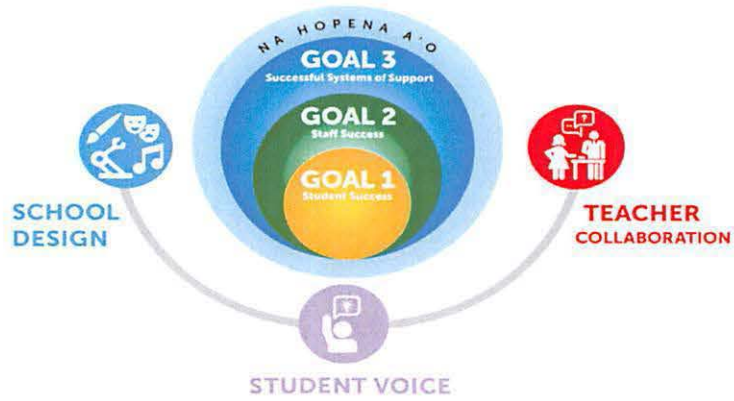 NA HOPENA A'O
GOAL 3
Successful Systems of Support
GOAL 2
Staff Success
GOAL 1
Student Success
SCHOOL
DESIGN
TEACHER
COLLABORATION
STUDENT VOICE